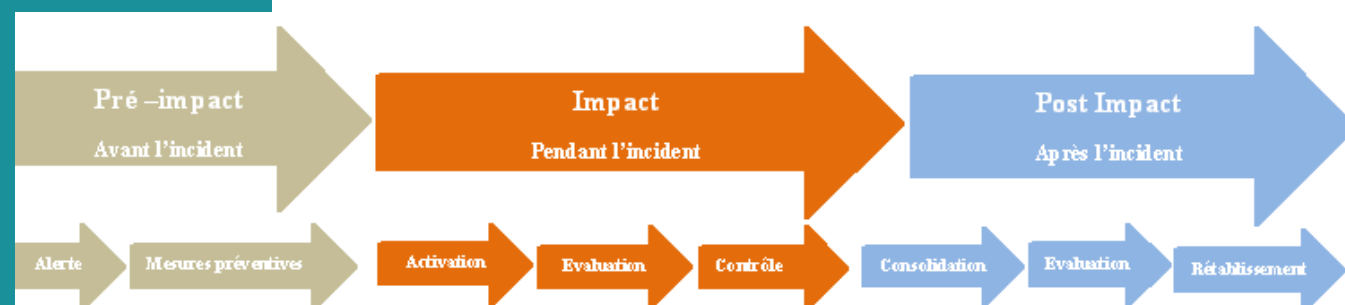 Pré –impact
Avant l'incident
Impact
Pendant l'incident
Post Impact
Après l'incident
Alerte
Mesures préventives
Activation
Evaluation
Contrôle
Consolidation
Evaluation
Rétablissement